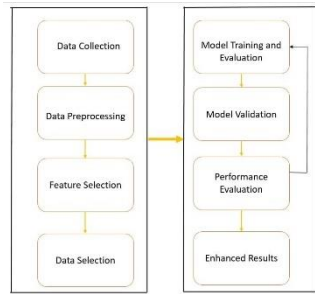 Data Collection
Data Preprocessing
Feature Selection
Data Selection
Model Training and
Evaluation
Model Validation
Performance
Evaluation
Enhanced Results